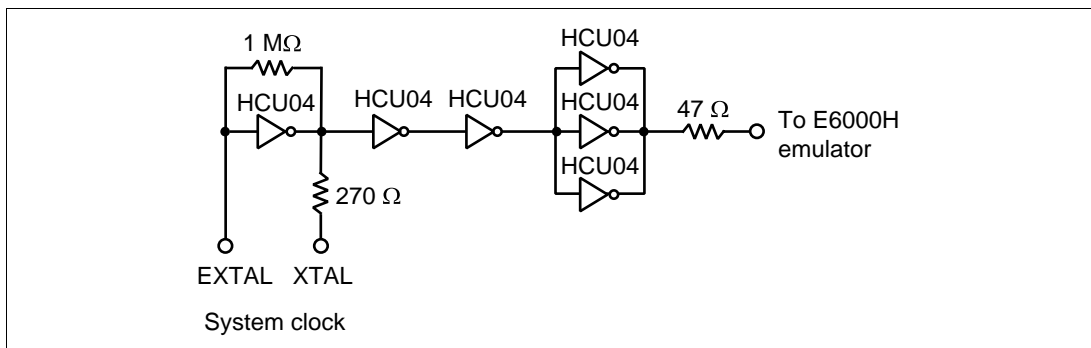 1 MΩ
HCU04
HCU04
HCU04
HCU04
HCU04
HCU04
47 Ω
To E6000H
emulator
270 Ω
EXTAL
XTAL
System clock